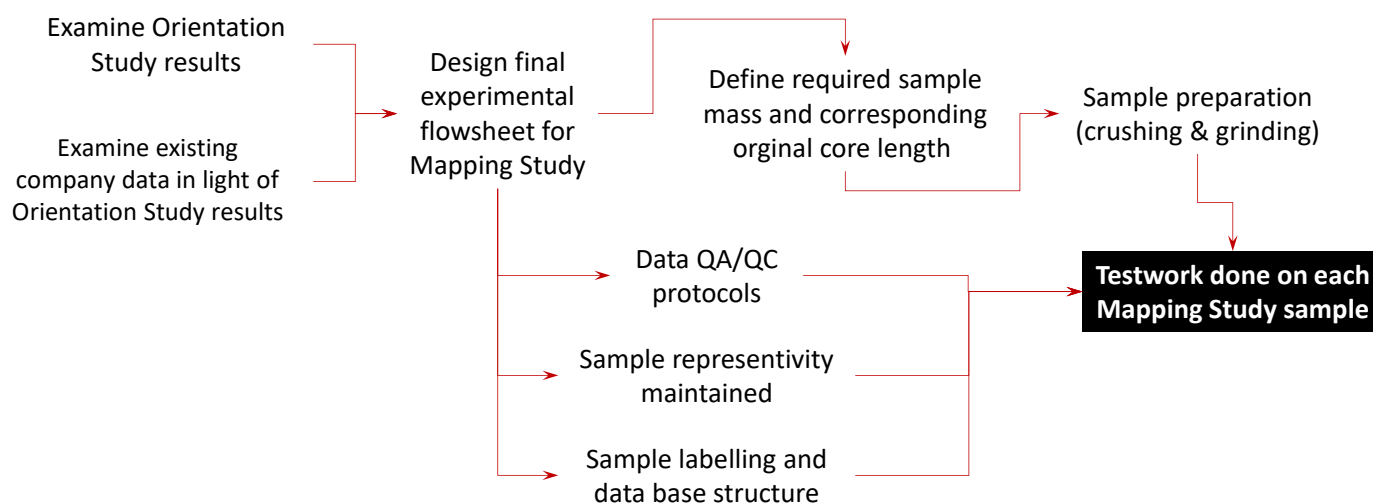 Examine Orientation
Study results
Examine existing
company data in light of
Orientation Study results
Design final
experimental
flowsheet for
Mapping Study
Define required sample
mass and corresponding
orginal core length
Sample preparation
(crushing & grinding)
Data QA/QC
protocols
Sample representivity
maintained
Sample labelling and
data base structure
Testwork done on each
Mapping Study sample